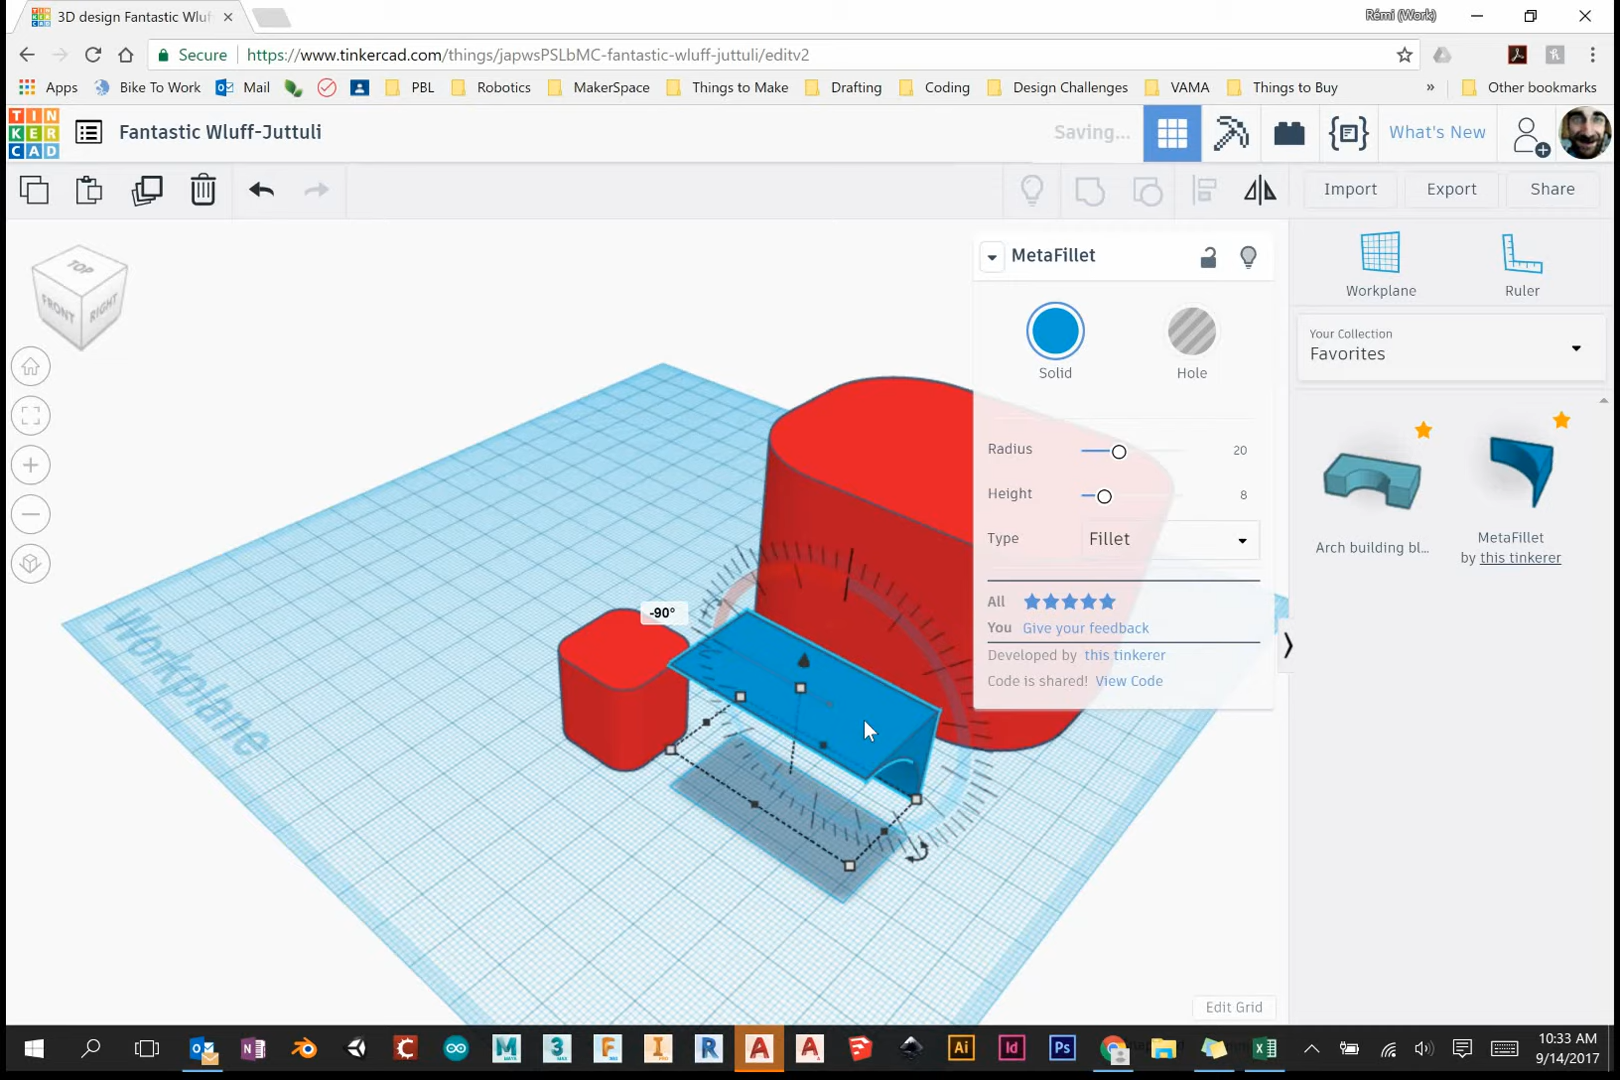 3D design Fantastic Wluf
Rémi (Work)
Secure
https://www.tinkercad.com/things/japwsPSLbMC-fantastic-wluff-juttuli/editv2
Apps
Bike To Work
Mail
PBL
Robotics
MakerSpace
Things to Make
Drafting
Coding
Design Challenges
VAMA
Things to Buy
»
Other bookmarks
TIN
KER
CAD
Fantastic Wluff-Juttuli
Saving...
What's New
Import
Export
Share
TOP
FRONT
RIGHT
MetaFillet
Solid
Hole
Radius
20
Height
8
Type
Fillet
All
You Give your feedback
Developed by this tinkerer
Code is shared! View Code
Workplane
Ruler
Your Collection
Favorites
Arch building bl...
MetaFillet
by this tinkerer
-90°
Workplane
Edit Grid
Ai
Id
Ps
10:33 AM
9/14/2017